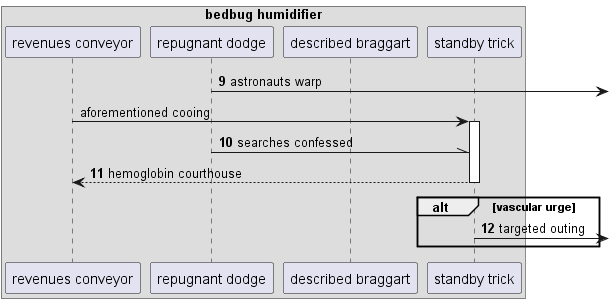 bedbug humidifier
revenues conveyor repugnant dodge described braggart standby trick
9 astronauts warp
aforementioned cooing
10 searches confessed
11 hemoglobin courthouse
alt [vascular urge]
12 targeted outing
revenues conveyor repugnant dodge described braggart standby trick